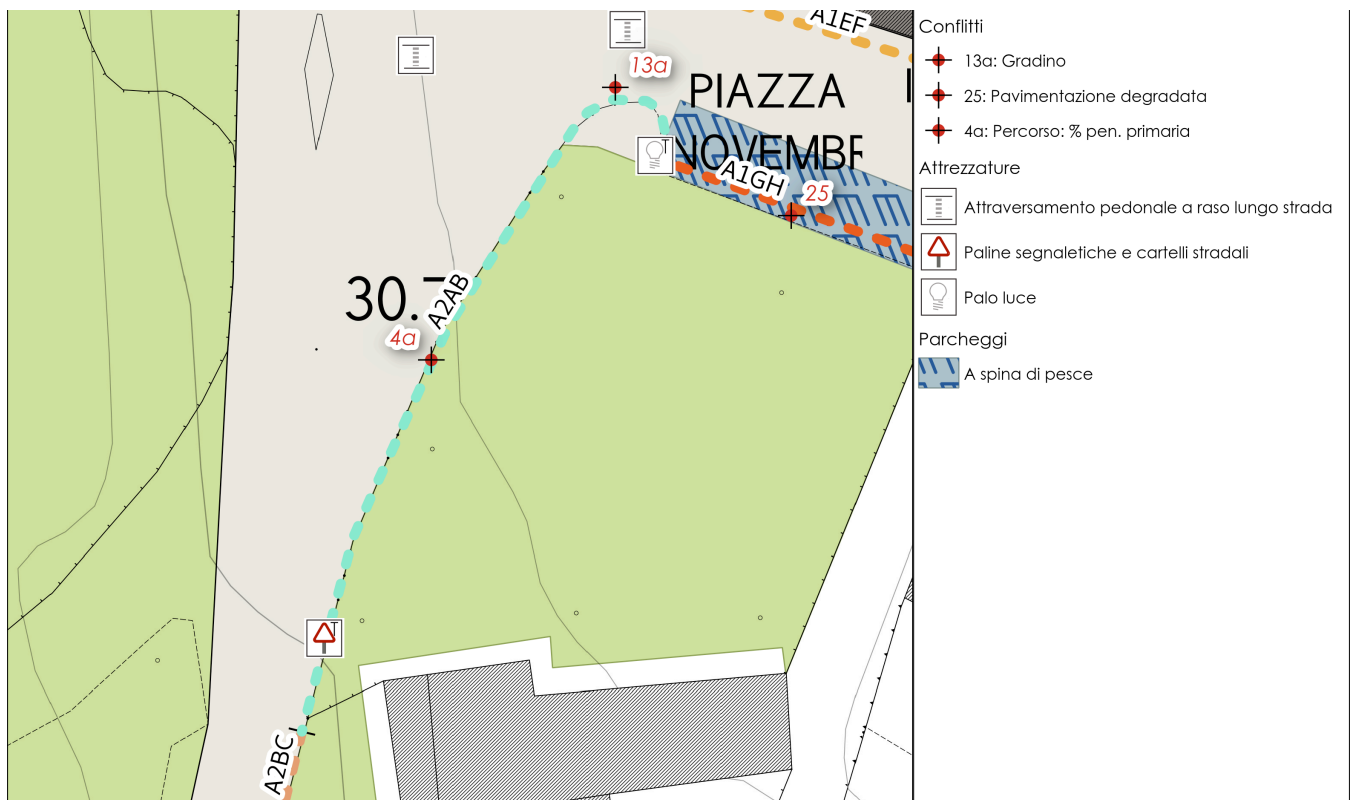 A1EF
13a
PIAZZA
NOVEMBR
A1GH
25
30.
A2AB
4a
T
T
A2BC
Conflitti
13a: Gradino
25: Pavimentazione degradata
4a: Percorso: % pen. primaria
Attrezzature
Attraversamento pedonale a raso lungo strada
Paline segnaletiche e cartelli stradali
Palo luce
Parcheggi
A spina di pesce